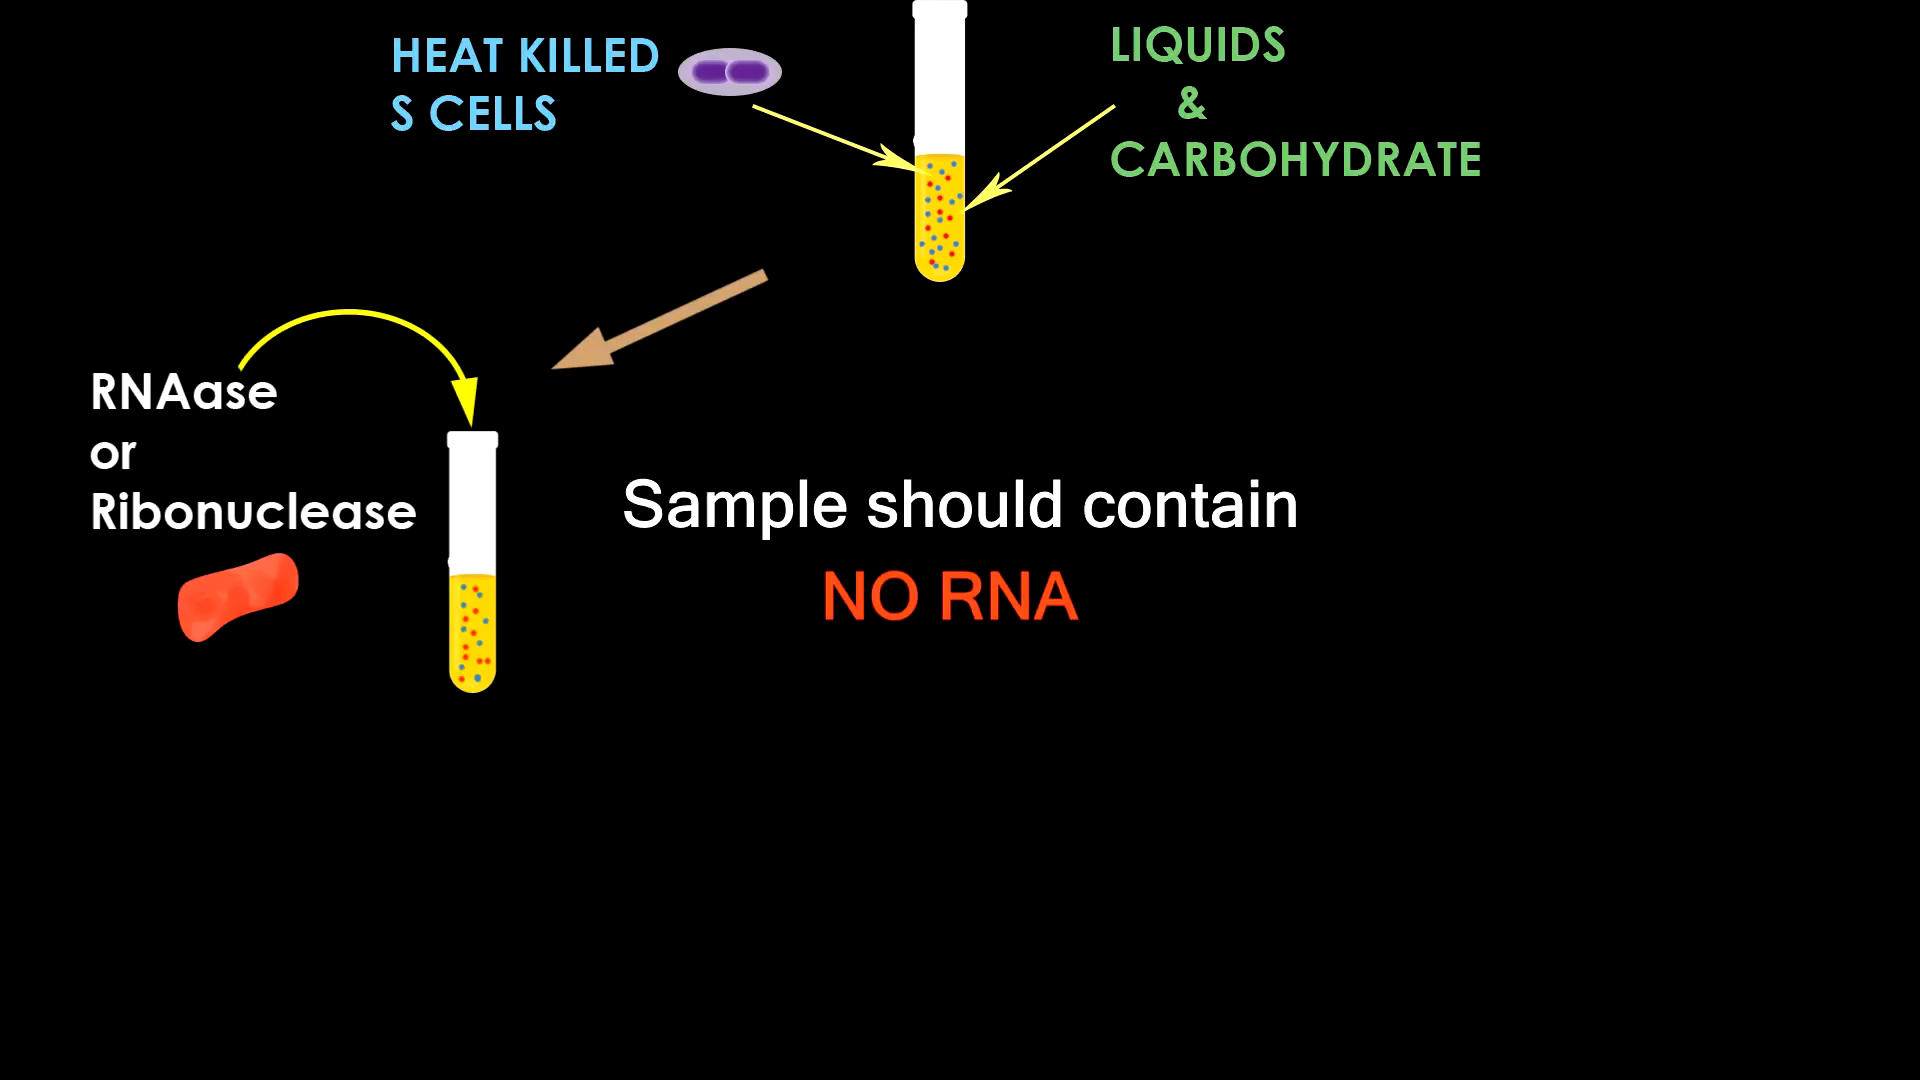 HEAT KILLED
S CELLS
LIQUIDS
&
CARBOHYDRATE
RNAase
or
Ribonuclease
Sample should contain
NO RNA